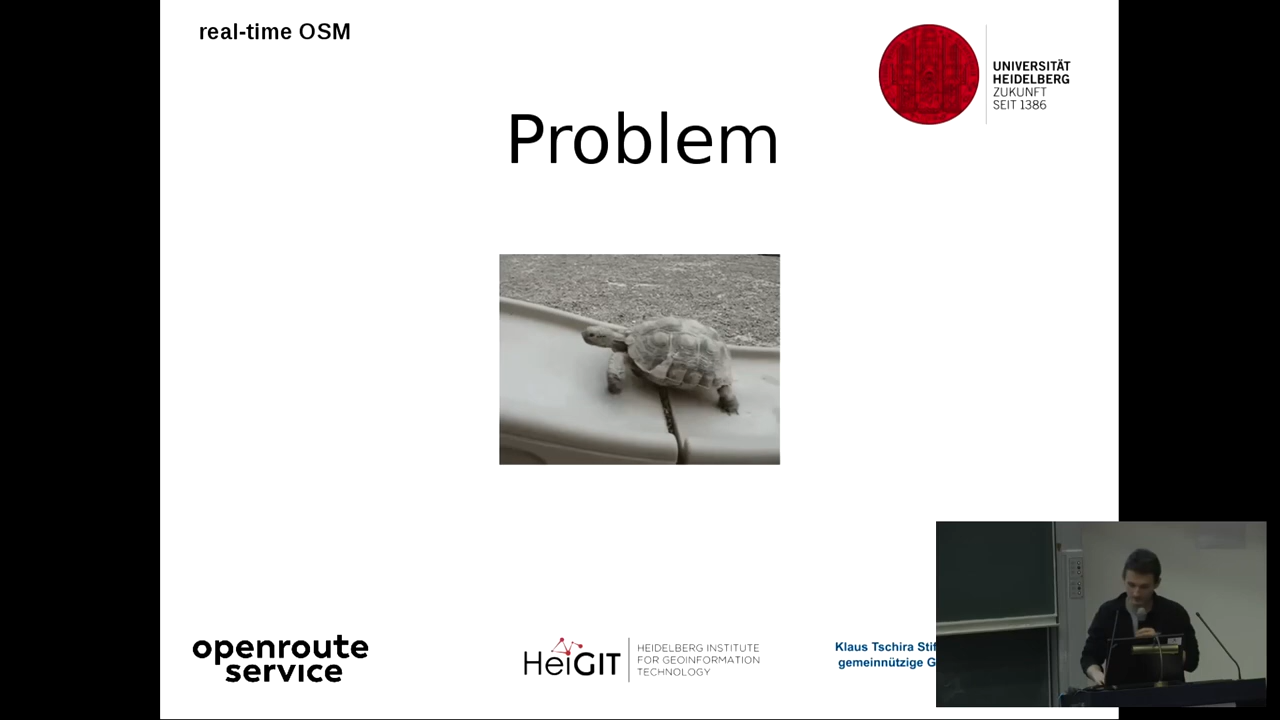 real-time OSM
UNIVERSITÄT
HEIDELBERG
ZUKUNFT
SEIT 1386
Problem
openroute
service
HeiGIT
HEIDELBERG INSTITUTE
FOR GEOINFORMATION
TECHNOLOGY
Klaus Tschira
gemeinnützige